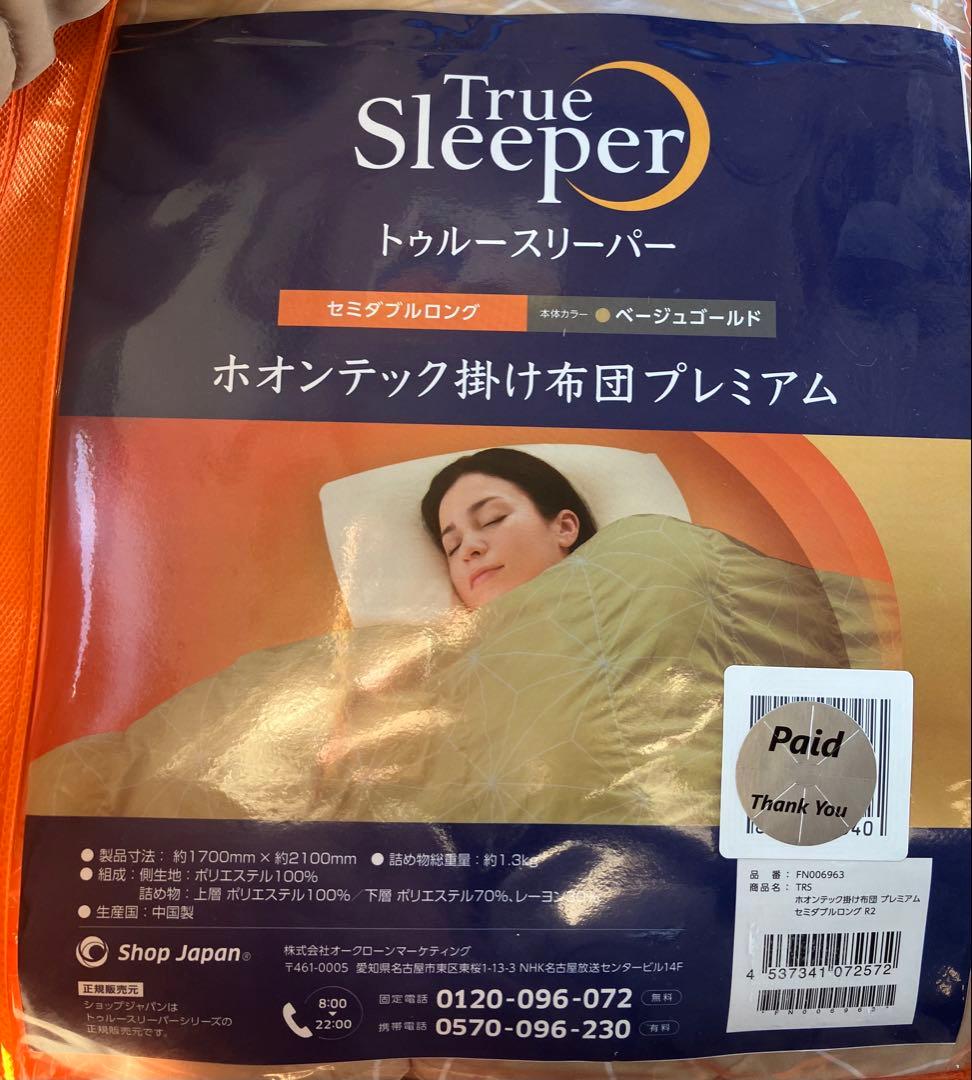 True
Sleeper
トゥルースリーパー
セミダブルロング 本体カラー ベージュゴールド
ホオンテック掛け布団プレミアム
Paid
Thank You
40
● 製品寸法： 約1700mm × 約2100mm ● 詰め物総重量：約1.3kg
● 組成：側生地：ポリエステル100%
詰め物：上層 ポリエステル100%／下層 ポリエステル70%、レーヨン30%
● 生産国：中国製
品 番： FN006963
商品名： TRS
ホオンテック掛け布団 プレミアム
セミダブルロング R2
4 537341 072572
FN006963
Shop Japan®
株式会社オークローンマーケティング
〒461-0005 愛知県名古屋市東区東桜1-13-3 NHK名古屋放送センタービル14F
正規販売元
ショップジャパンは
トゥルースリーパーシリーズの
正規販売元です。
8:00
22:00
固定電話 0120-096-072 無料
携帯電話 0570-096-230 有料